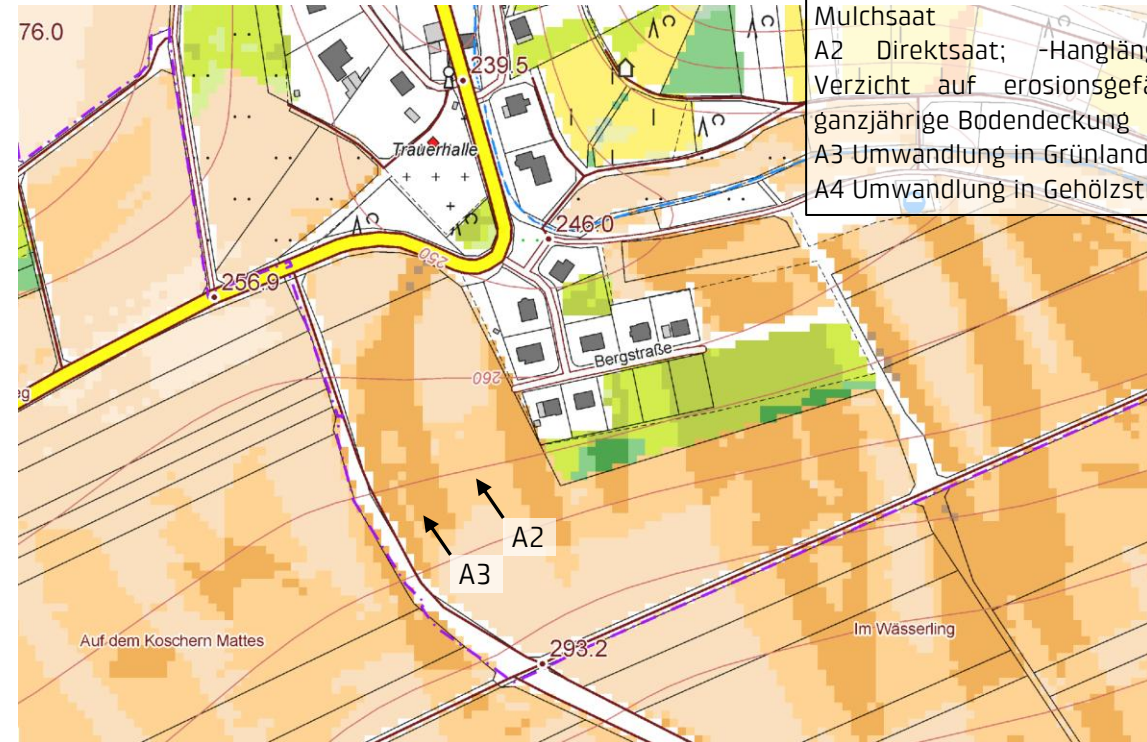 76.0
Mulchsaat
A2 Direktsaat; -Hangläng
Verzicht auf erosionsgefä
ganzjährige Bodendeckung
A3 Umwandlung in Grünland
A4 Umwandlung in Gehölzst
239.5
Trauerhalle
246.0
250
256.9
Bergstraße
260
eg
A2
A3
Auf dem Koschern Mattes
Im Wässerling
293.2